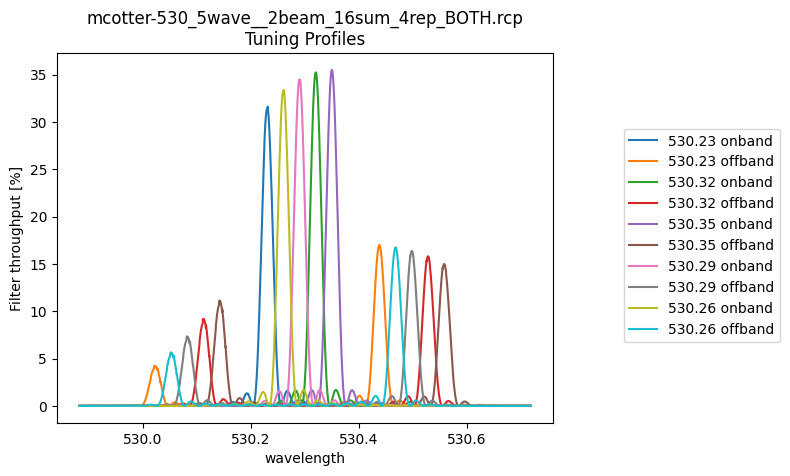 mcotter-530_5wave__2beam_16sum_4rep_BOTH.rcp
Tuning Profiles
Filter throughput [%]
35
30
25
20
15
10
5
0
530.0
530.2
530.4
530.6
wavelength
530.23 onband
530.23 offband
530.32 onband
530.32 offband
530.35 onband
530.35 offband
530.29 onband
530.29 offband
530.26 onband
530.26 offband